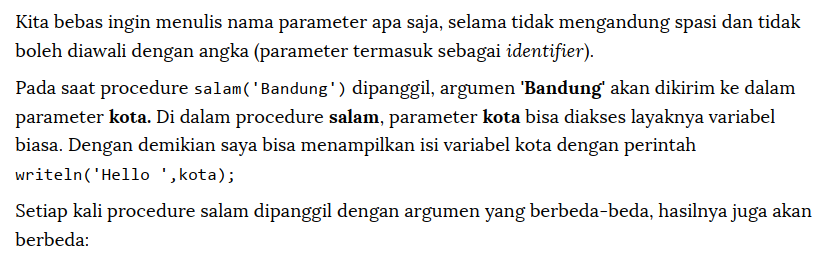 Kita bebas ingin menulis nama parameter apa saja, selama tidak mengandung spasi dan tidak
boleh diawali dengan angka (parameter termasuk sebagai identifier).
Pada saat procedure salam('Bandung') dipanggil, argumen 'Bandung' akan dikirim ke dalam
parameter kota. Di dalam procedure salam, parameter kota bisa diakses layaknya variabel
biasa. Dengan demikian saya bisa menampilkan isi variabel kota dengan perintah
writeln('Hello ',kota);
Setiap kali procedure salam dipanggil dengan argumen yang berbeda-beda, hasilnya juga akan
berbeda: